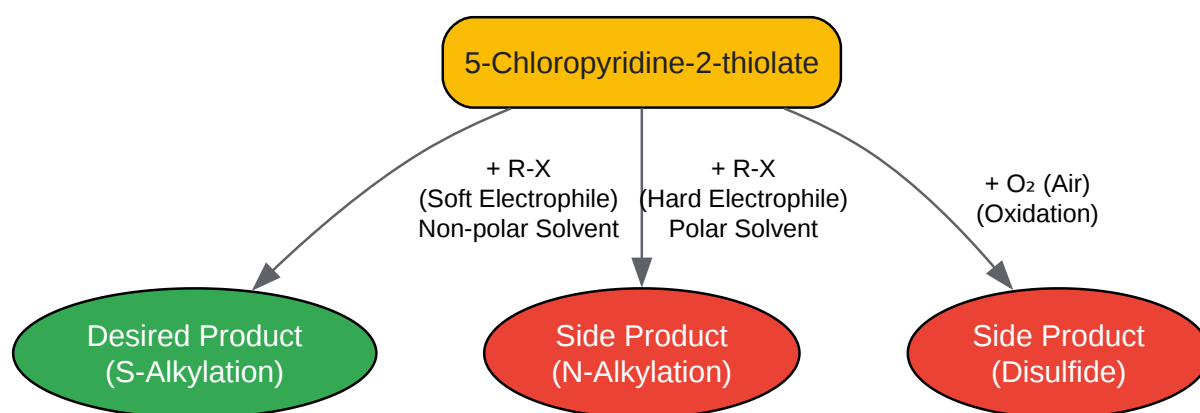 5-Chloropyridine-2-thiolate
+ R-X
(Soft Electrophile)
Non-polar Solvent
+ R-X
(Hard Electrophile)
Polar Solvent
+ O₂ (Air)
(Oxidation)
Desired Product
(S-Alkylation)
Side Product
(N-Alkylation)
Side Product
(Disulfide)